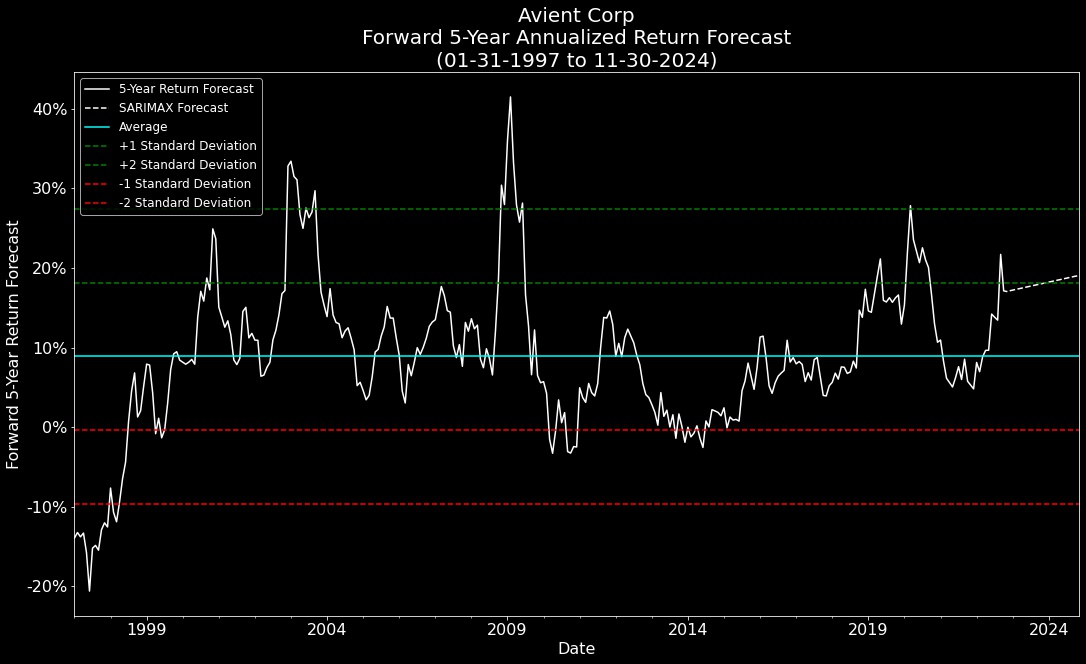 Avient Corp
Forward 5-Year Annualized Return Forecast
(01-31-1997 to 11-30-2024)
5-Year Return Forecast
SARIMAX Forecast
Average
+1 Standard Deviation
+2 Standard Deviation
-1 Standard Deviation
-2 Standard Deviation
40%
30%
20%
10%
0%
-10%
-20%
Forward 5-Year Return Forecast
1999 2004 2009 2014 2019 2024
Date